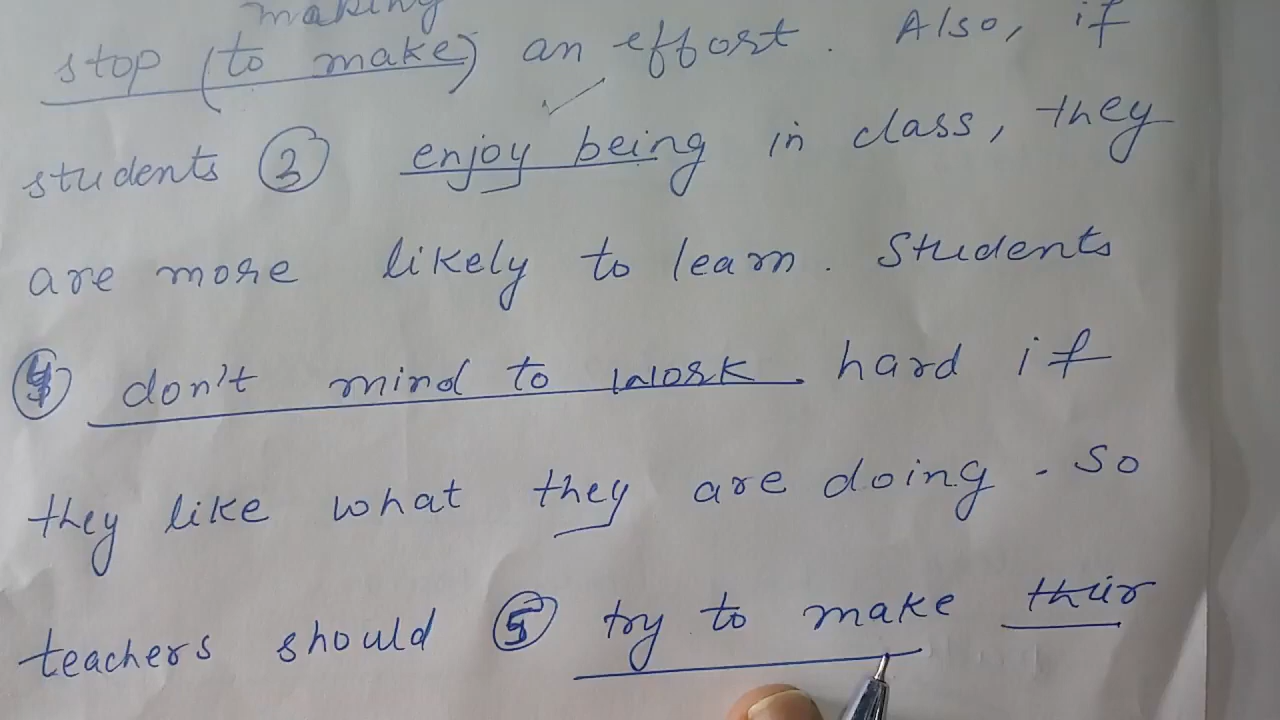 making
stop (to make) an effort. Also, if
students ③ enjoy being in class, they
are more likely to learn. Students
④ don't mind to work hard if
they like what they are doing. So
teachers should ⑤ try to make their